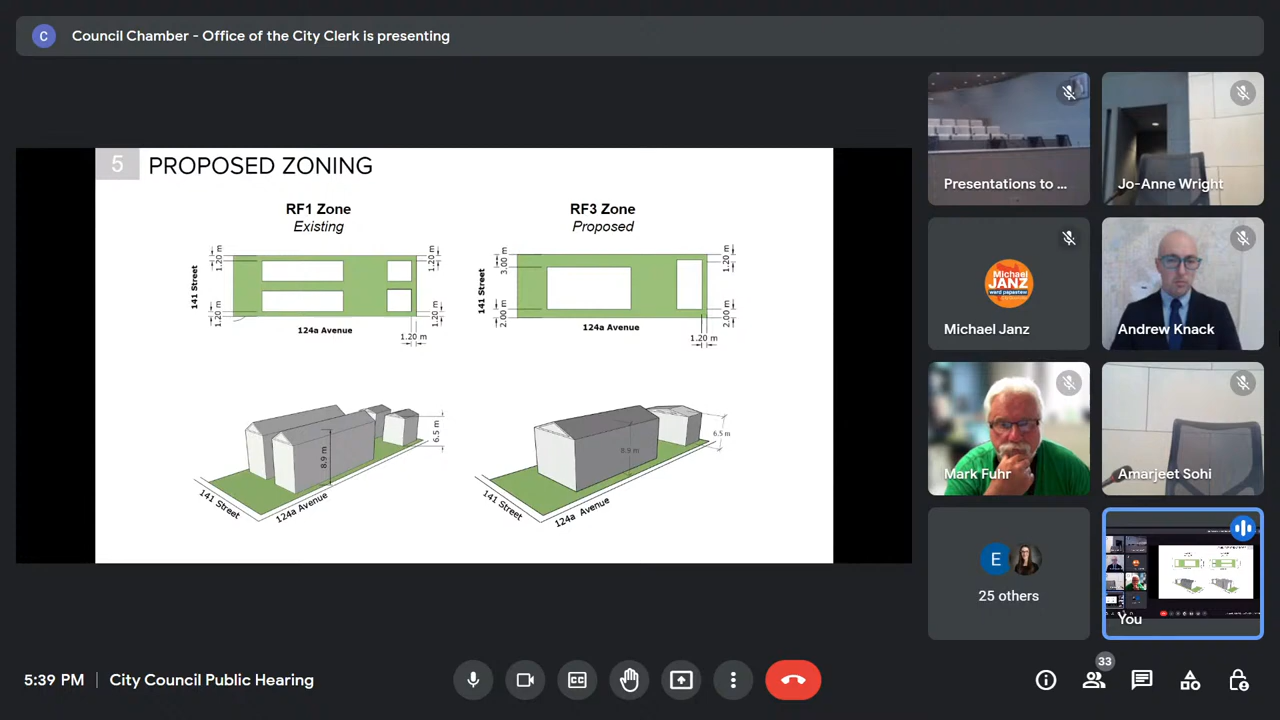 C
Council Chamber - Office of the City Clerk is presenting
5 PROPOSED ZONING
RF1 Zone
Existing
1.20 m
1.20 m
141 Street
1.20 m
1.20 m
124a Avenue
1.20 m
RF3 Zone
Proposed
3.00 m
1.20 m
141 Street
2.00 m
2.00 m
124a Avenue
1.20 m
8.9 m
6.5 m
141 Street
124a Avenue
8.9 m
6.5 m
141 Street
124a Avenue
Presentations to ...
Jo-Anne Wright
Michael
JANZ
ward papastew
Michael Janz
Andrew Knack
Mark Fuhr
Amarjeet Sohi
E
25 others
You
5:39 PM | City Council Public Hearing
33